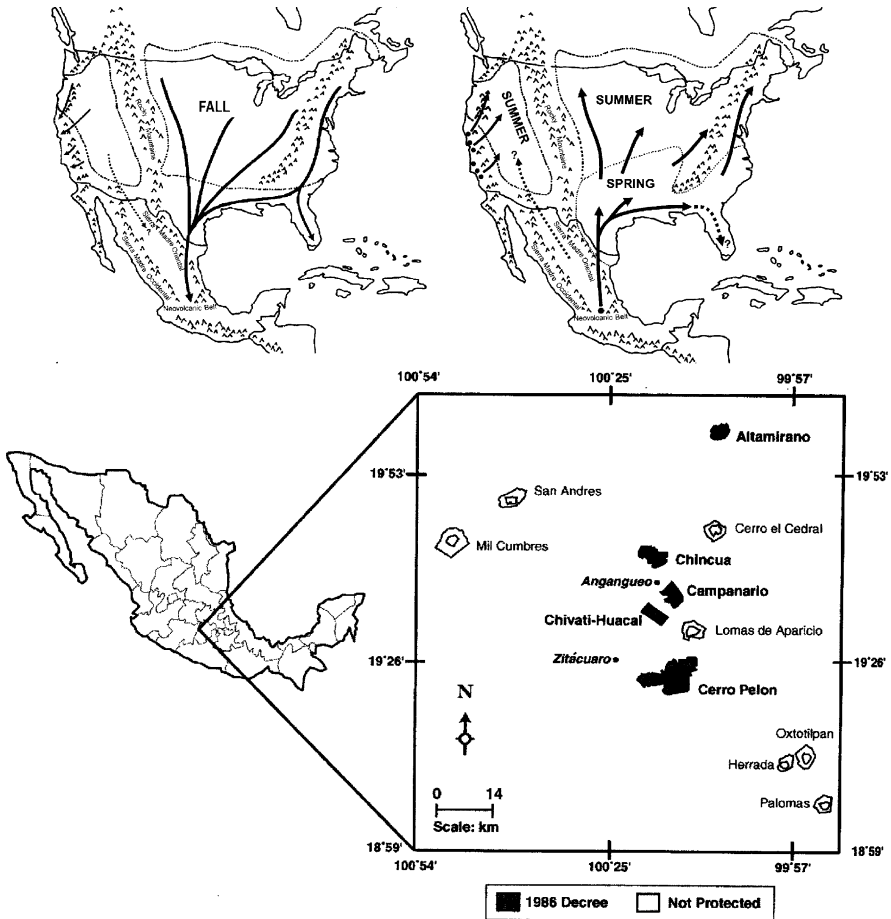 FALL
Rocky Mountains
Sierra Madre Oriental
Sierra Madre Occidental
Neovolcanic Belt
?
SUMMER
SUMMER
SPRING
Rocky Mountains
Sierra Madre Oriental
Sierra Madre Occidental
Neovolcanic Belt
?
?
100°54'
100°25'
99°57'
Altamirano
19°53'
19°53'
San Andres
Cerro el Cedral
Mil Cumbres
Chincua
Angangueo
Campanario
Chivati-Huacal
Lomas de Aparicio
19°26'
Zitácuaro
19°26'
Cerro Pelon
N
Oxtotilpan
Herrada
0 14
Scale: km
Palomas
18°59'
18°59'
100°54'
100°25'
99°57'
1986 Decree
Not Protected